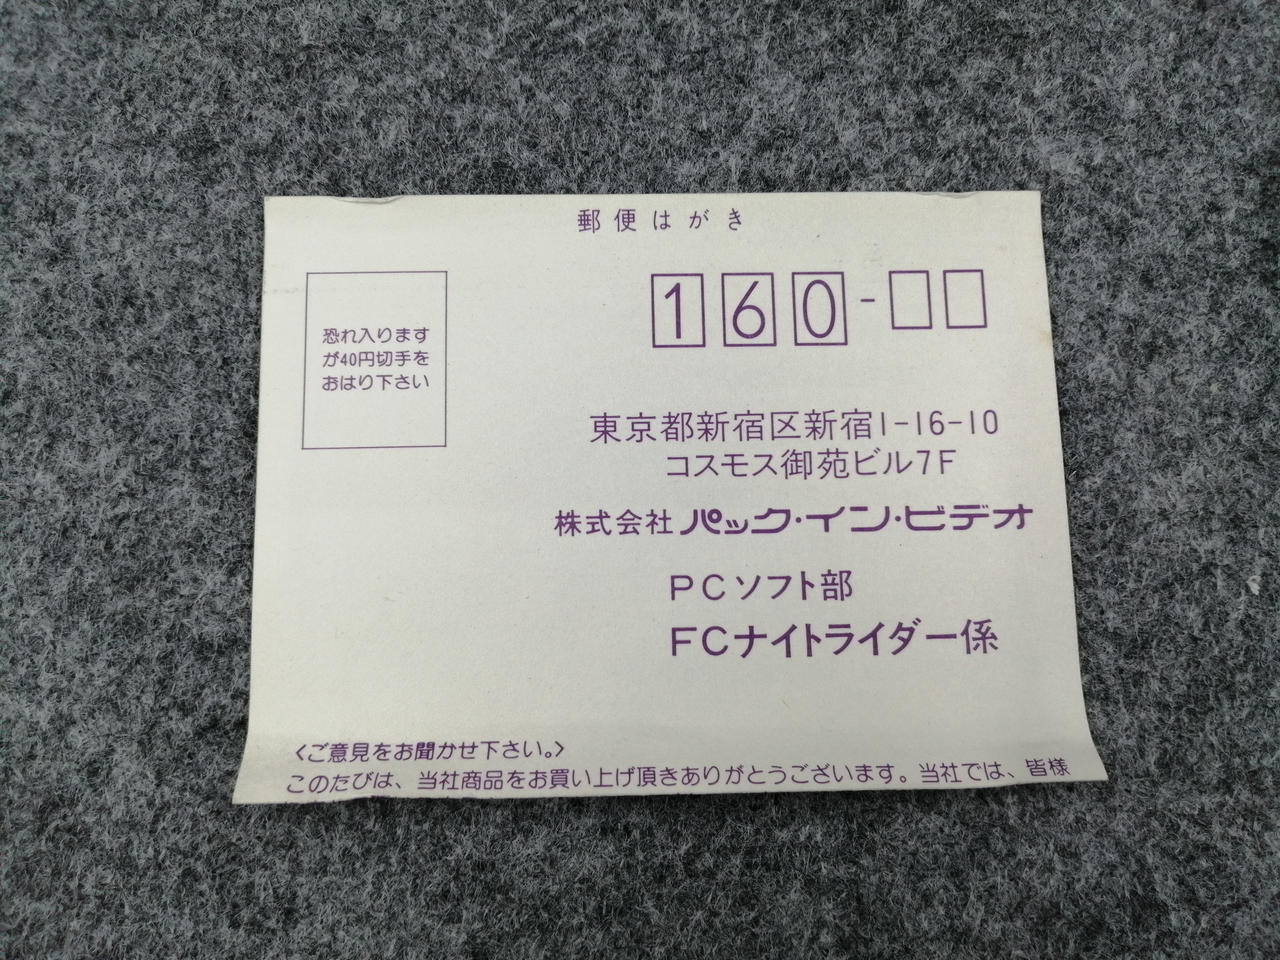 郵便はがき
恐れ入ります
が40円切手を
おはり下さい
160-
東京都新宿区新宿1-16-10
コスモス御苑ビル7F
株式会社パック・イン・ビデオ
PCソフト部
FCナイトライダー係
〈ご意見をお聞かせ下さい。〉
このたびは、当社商品をお買い上げ頂きありがとうございます。当社では、皆様